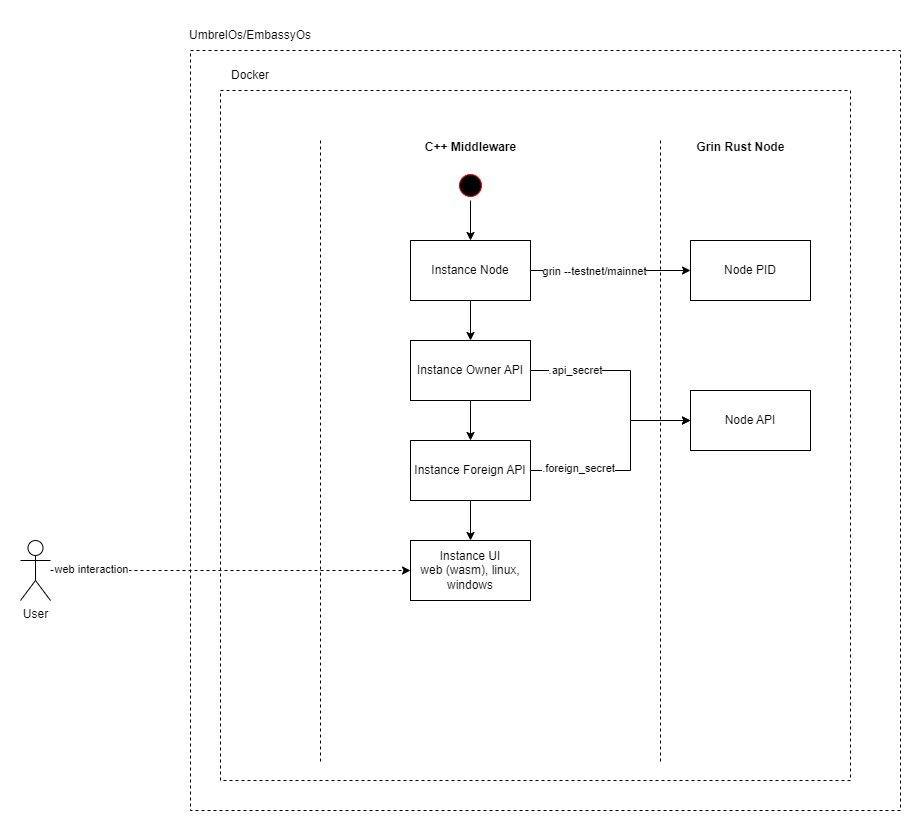 UmbrelOs/EmbassyOs
Docker
C++ Middleware
Grin Rust Node
Instance Node
grin --testnet/mainnet
Node PID
Instance Owner API
.api_secret
Node API
Instance Foreign API
.foreign_secret
Instance UI
web (wasm), linux,
windows
web interaction
User